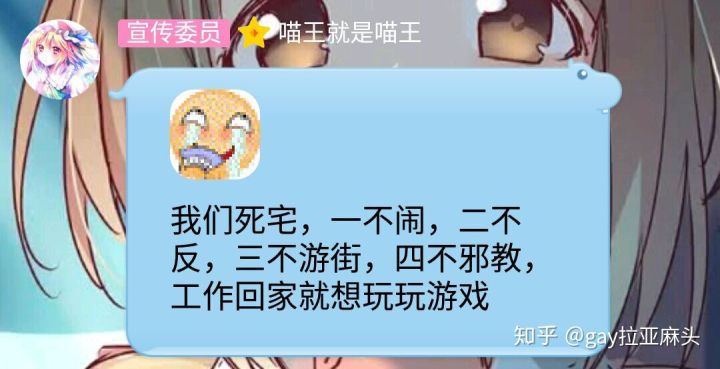 宣传委员 喵王就是喵王
我们死宅，一不闹，二不
反，三不游街，四不邪教，
工作回家就想玩玩游戏
知乎 @gay拉亚麻头